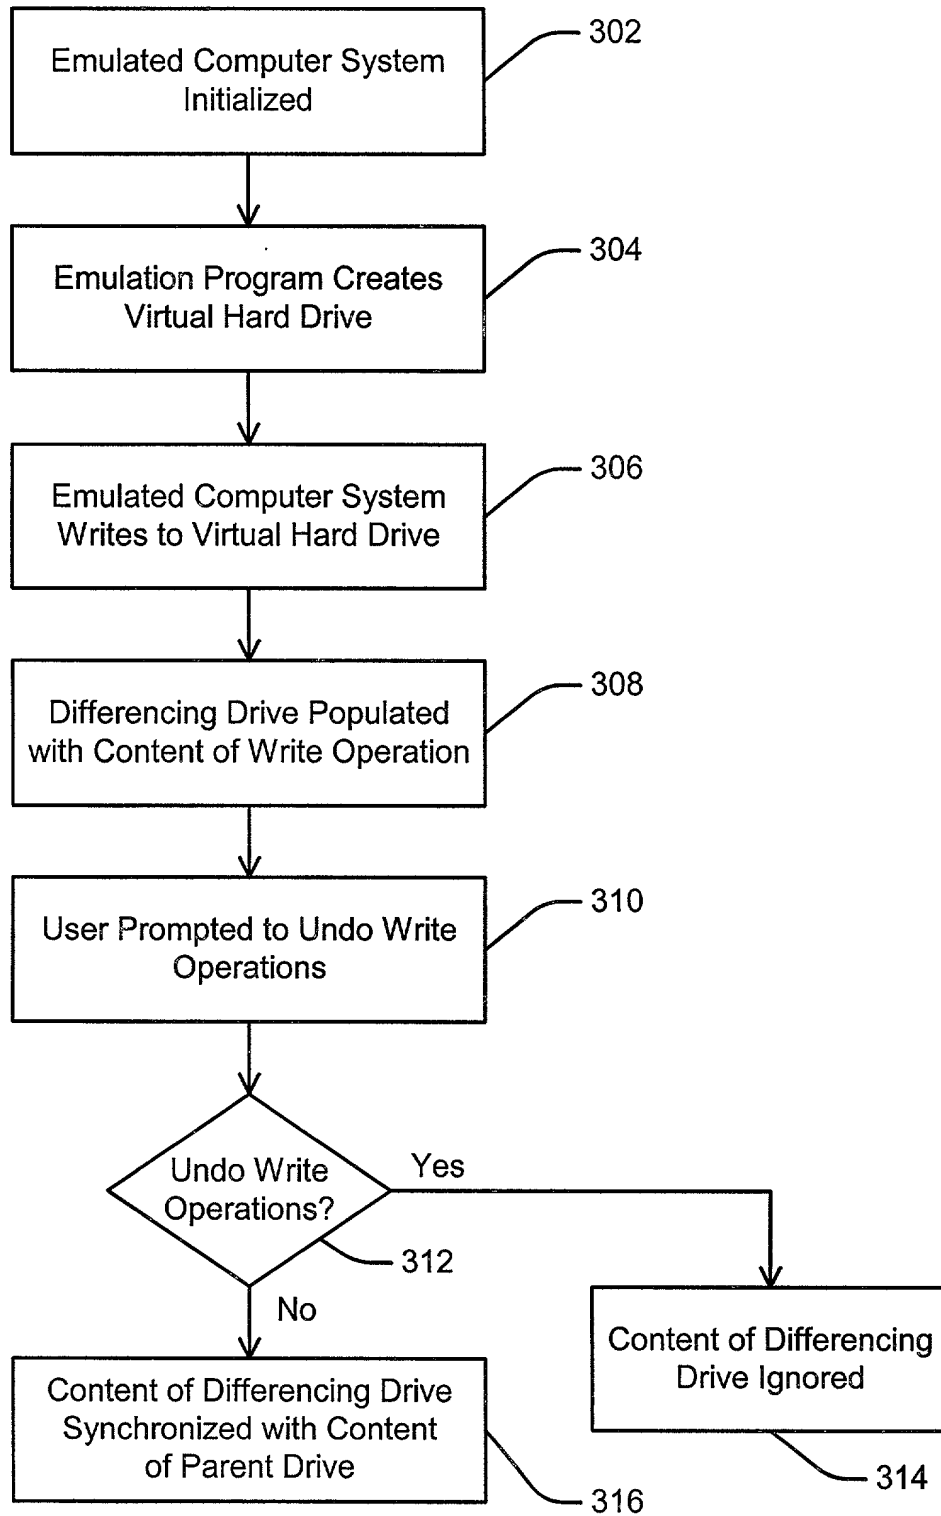 302
Emulated Computer System
Initialized
304
Emulation Program Creates
Virtual Hard Drive
306
Emulated Computer System
Writes to Virtual Hard Drive
308
Differencing Drive Populated
with Content of Write Operation
310
User Prompted to Undo Write
Operations
Undo Write
Operations?
Yes
312
No
Content of Differencing
Drive Ignored
314
Content of Differencing Drive
Synchronized with Content
of Parent Drive
316